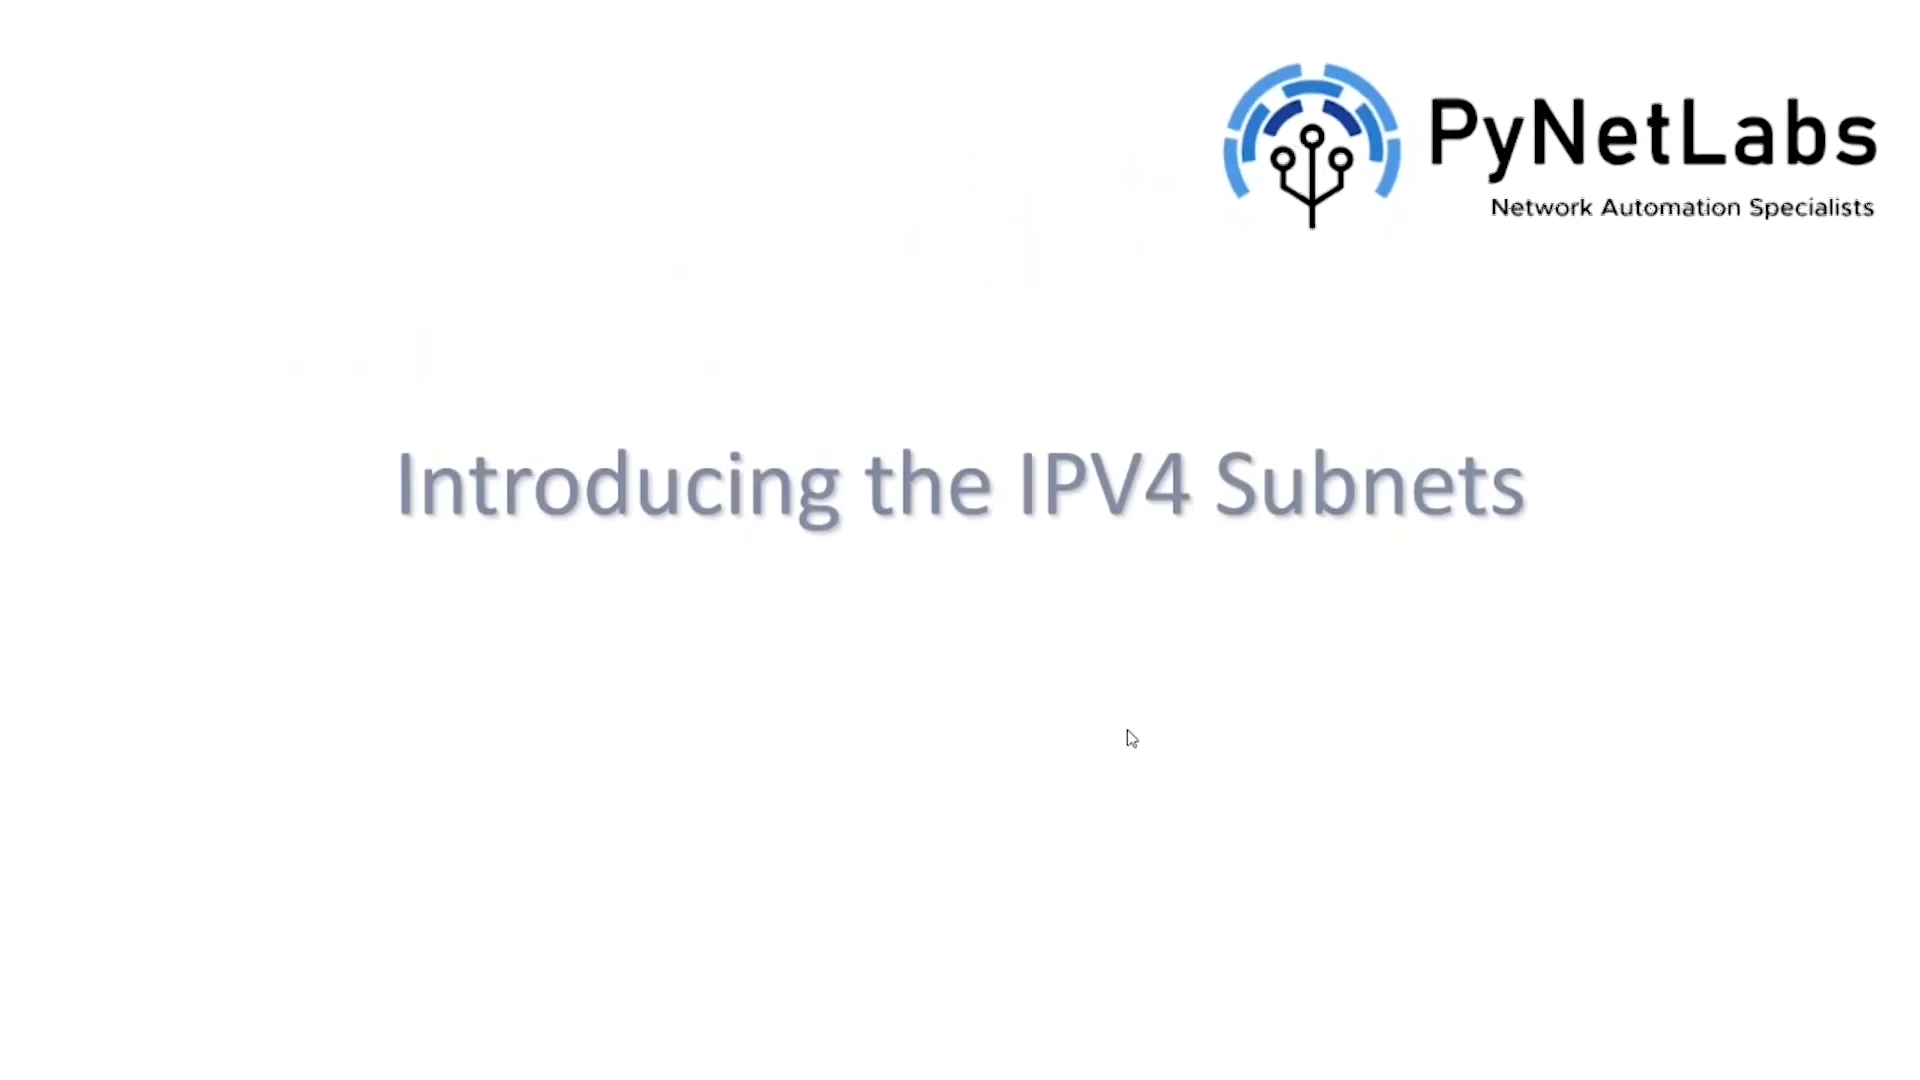 PyNetLabs
Network Automation Specialists
Introducing the IPV4 Subnets